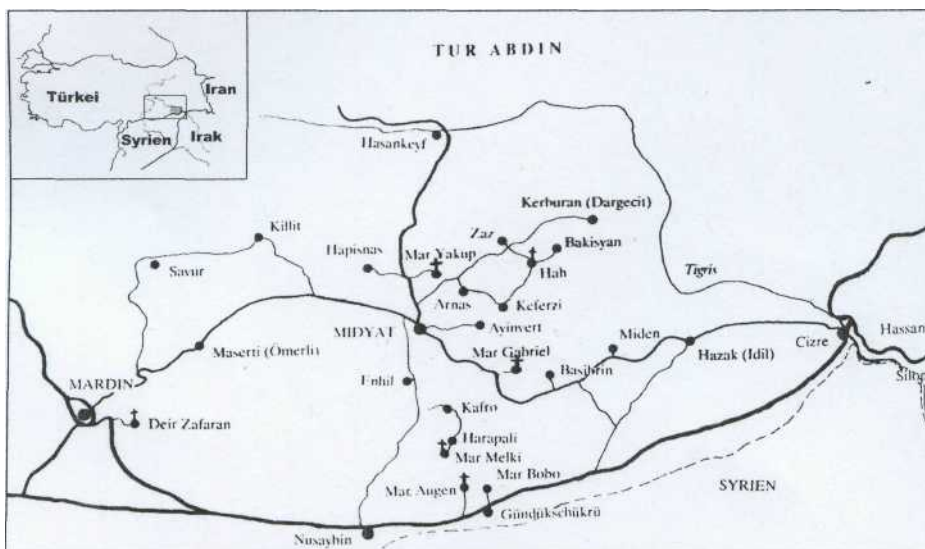 TUR ABDIN
Türkei
Iran
Syrien
Irak
Hasankeyf
Kerburan (Dargecit)
Killit
Zaz
Bakisyan
Hapisnas
Mar Yakup
Savur
Hah
Tigris
Arnas
Keferzi
MIDYAT
Ayinvert
Miden
Cizre
Hassan
Maserti (Ömerli)
Mar Gabriel
Hazak (Idil)
Basibrin
MARDIN
Enhil
Kafro
Deir Zafaran
Harapali
Mar Melki
Mar Bobo
Mar Augen
SYRIEN
Gündükschükrü
Nusaybin